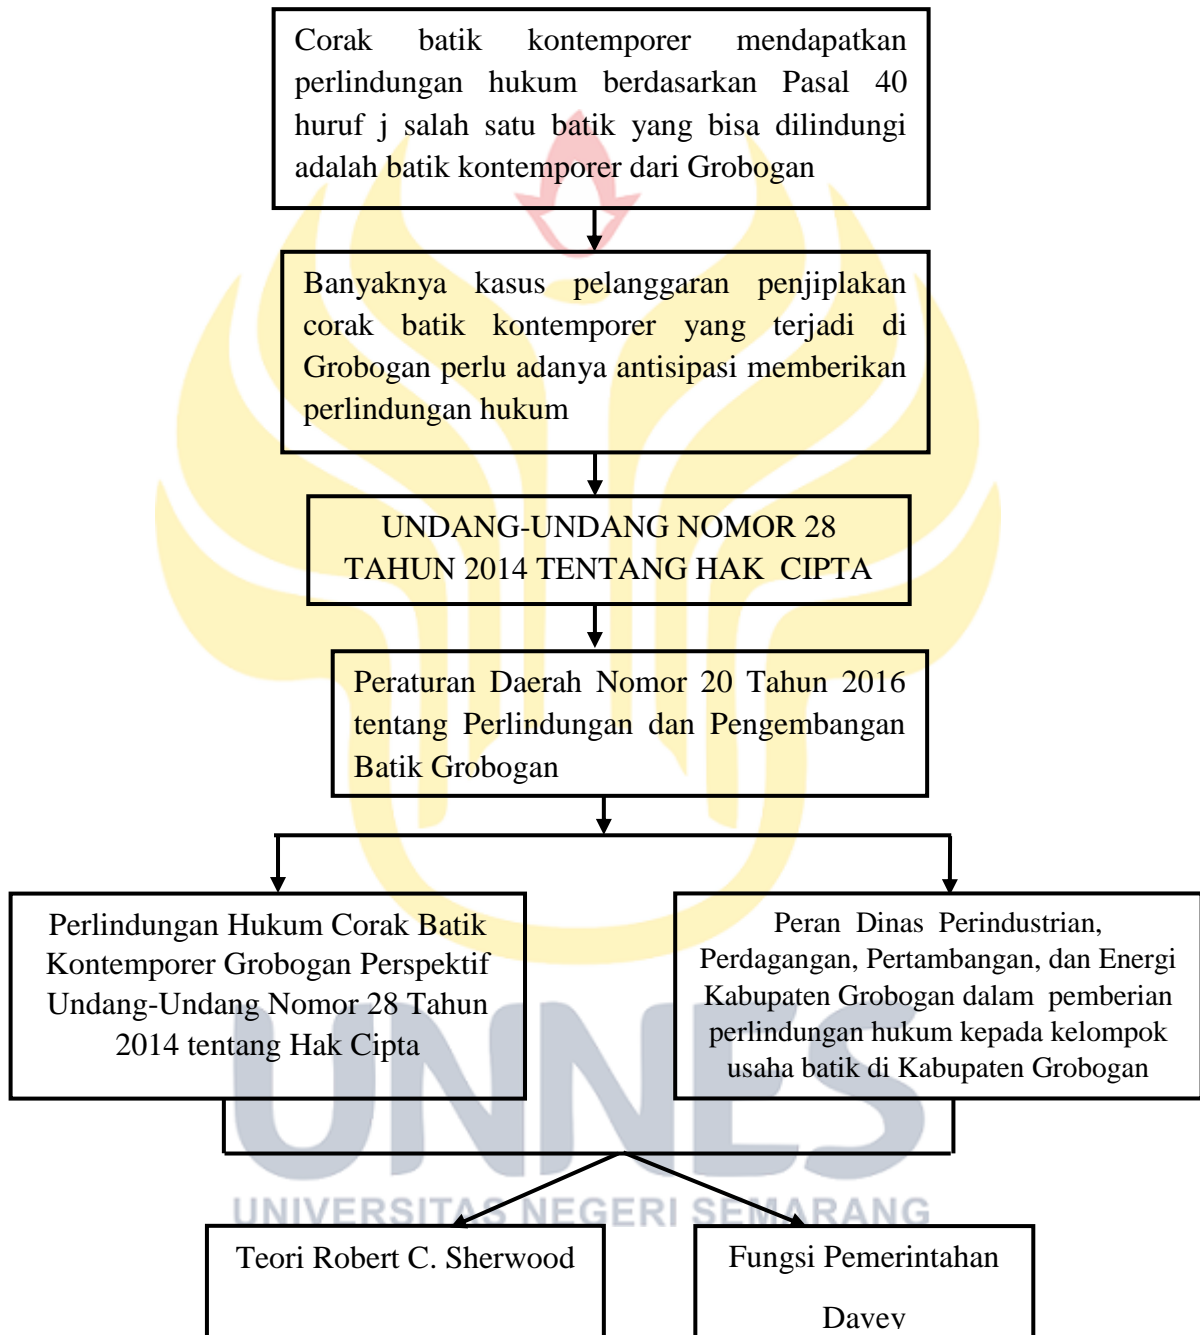 Corak batik kontemporer mendapatkan
perlindungan hukum berdasarkan Pasal 40
huruf j salah satu batik yang bisa dilindungi
adalah batik kontemporer dari Grobogan
Banyaknya kasus pelanggaran penjiplakan
corak batik kontemporer yang terjadi di
Grobogan perlu adanya antisipasi memberikan
perlindungan hukum
UNDANG-UNDANG NOMOR 28
TAHUN 2014 TENTANG HAK CIPTA
Peraturan Daerah Nomor 20 Tahun 2016
tentang Perlindungan dan Pengembangan
Batik Grobogan
Perlindungan Hukum Corak Batik
Kontemporer Grobogan Perspektif
Undang-Undang Nomor 28 Tahun
2014 tentang Hak Cipta
Peran Dinas Perindustrian,
Perdagangan, Pertambangan, dan Energi
Kabupaten Grobogan dalam pemberian
perlindungan hukum kepada kelompok
usaha batik di Kabupaten Grobogan
UNNES
UNIVERSITAS NEGERI SEMARANG
Teori Robert C. Sherwood
Fungsi Pemerintahan
Davey